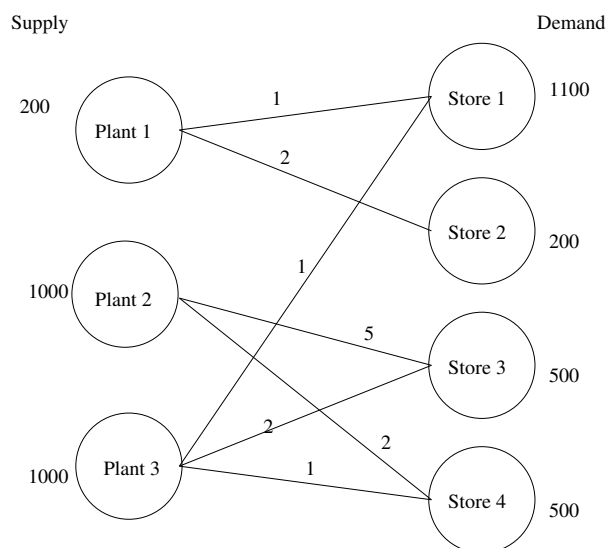 Supply
Demand
200
Plant 1
1
Store 1
1100
2
Store 2
200
1000
Plant 2
1
5
Store 3
500
2
2
1000
Plant 3
1
Store 4
500